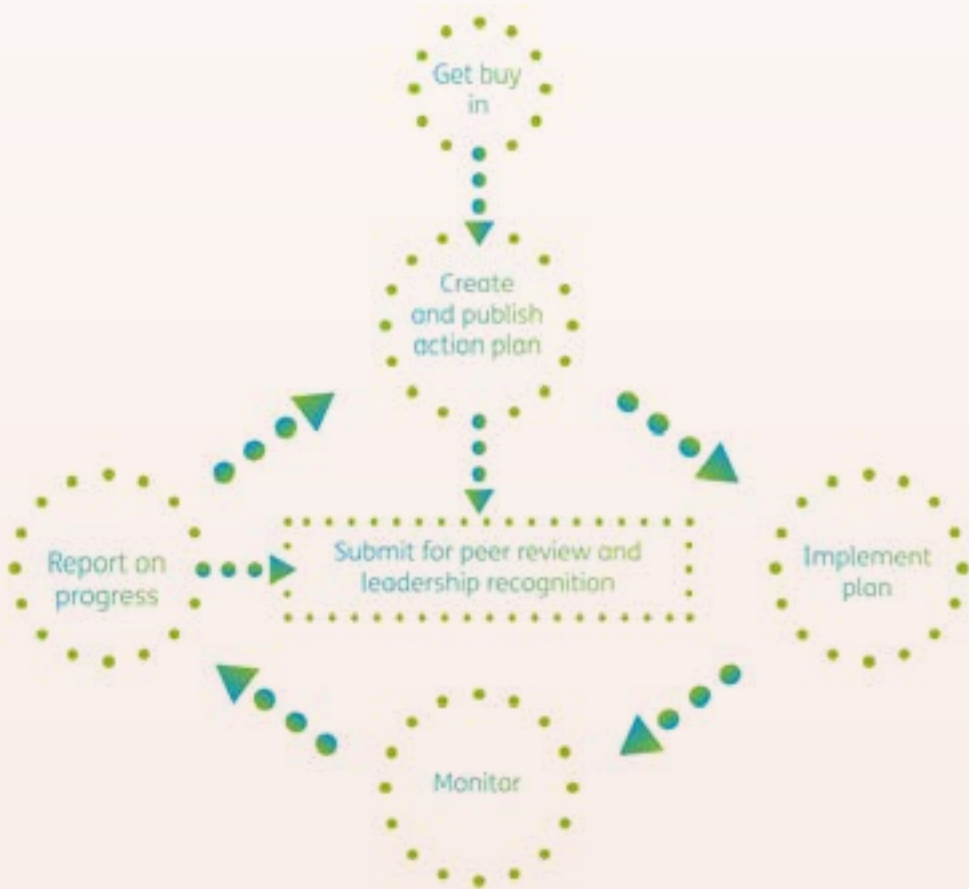 Get buy
in
Create
and publish
action plan
Report on
progress
Submit for peer review and
leadership recognition
Implement
plan
Monitor